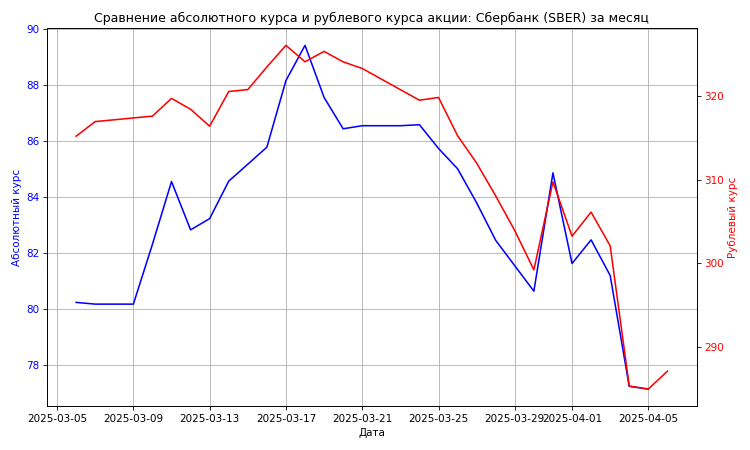 Сравнение абсолютного курса и рублевого курса акции: Сбербанк (SBER) за месяц
90
88
86
84
82
80
78
Абсолютный курс
320
310
300
290
Рублевый курс
2025-03-05 2025-03-09 2025-03-13 2025-03-17 2025-03-21 2025-03-25 2025-03-29 2025-04-01 2025-04-05
Дата